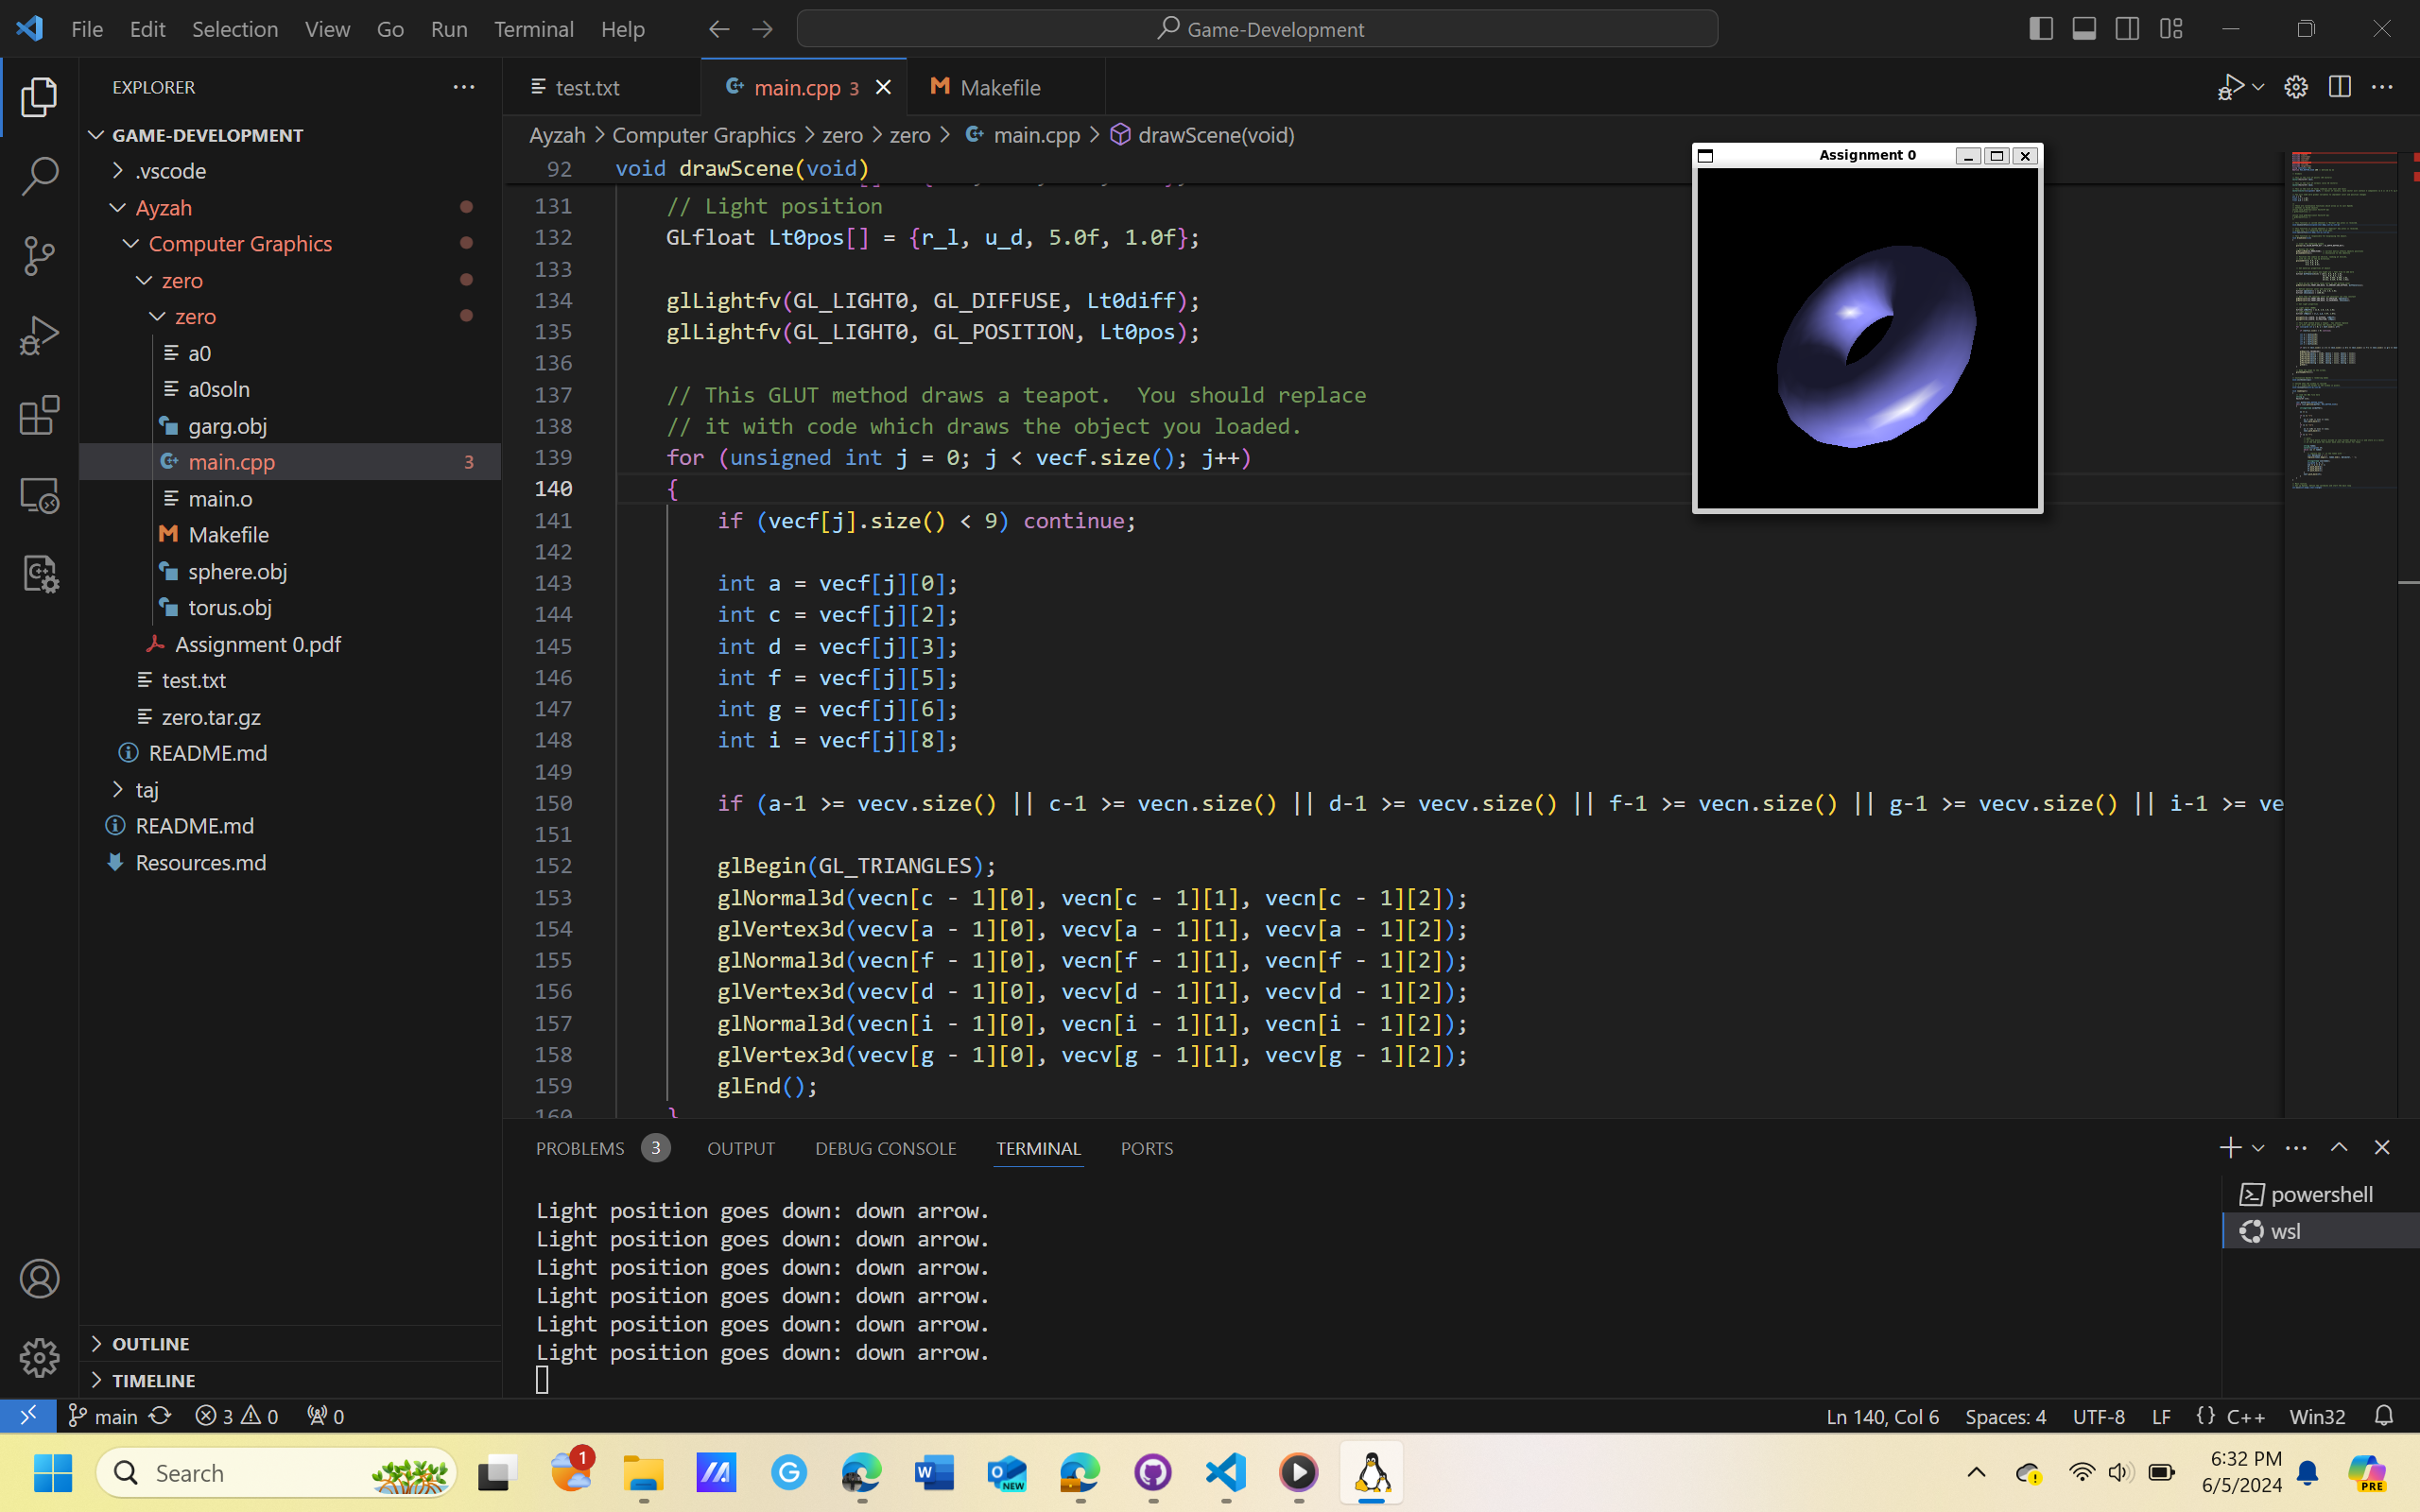 File Edit Selection View Go Run Terminal Help
Game-Development
EXPLORER
GAME-DEVELOPMENT
.vscode
Ayzah
Computer Graphics
zero
zero
a0
a0soln
garg.obj
main.cpp 3
main.o
Makefile
sphere.obj
torus.obj
Assignment 0.pdf
test.txt
zero.tar.gz
README.md
taj
README.md
Resources.md
OUTLINE
TIMELINE
test.txt
main.cpp 3
Makefile
Ayzah > Computer Graphics > zero > zero > main.cpp > drawScene(void)
92 void drawScene(void)
131 // Light position
132 GLfloat Lt0pos[] = {r_l, u_d, 5.0f, 1.0f};
133
134 glLightfv(GL_LIGHT0, GL_DIFFUSE, Lt0diff);
135 glLightfv(GL_LIGHT0, GL_POSITION, Lt0pos);
136
137 // This GLUT method draws a teapot.  You should replace
138 // it with code which draws the object you loaded.
139 for (unsigned int j = 0; j < vecf.size(); j++)
140 {
141 if (vecf[j].size() < 9) continue;
142
143 int a = vecf[j][0];
144 int c = vecf[j][2];
145 int d = vecf[j][3];
146 int f = vecf[j][5];
147 int g = vecf[j][6];
148 int i = vecf[j][8];
149
150 if (a-1 >= vecv.size() || c-1 >= vecn.size() || d-1 >= vecv.size() || f-1 >= vecn.size() || g-1 >= vecv.size() || i-1 >= ve
151
152 glBegin(GL_TRIANGLES);
153 glNormal3d(vecn[c - 1][0], vecn[c - 1][1], vecn[c - 1][2]);
154 glVertex3d(vecv[a - 1][0], vecv[a - 1][1], vecv[a - 1][2]);
155 glNormal3d(vecn[f - 1][0], vecn[f - 1][1], vecn[f - 1][2]);
156 glVertex3d(vecv[d - 1][0], vecv[d - 1][1], vecv[d - 1][2]);
157 glNormal3d(vecn[i - 1][0], vecn[i - 1][1], vecn[i - 1][2]);
158 glVertex3d(vecv[g - 1][0], vecv[g - 1][1], vecv[g - 1][2]);
159 glEnd();
160 }
Assignment 0
PROBLEMS 3 OUTPUT DEBUG CONSOLE TERMINAL PORTS
Light position goes down: down arrow.
Light position goes down: down arrow.
Light position goes down: down arrow.
Light position goes down: down arrow.
Light position goes down: down arrow.
Light position goes down: down arrow.
powershell
wsl
main 3 0 0
Ln 140, Col 6 Spaces: 4 UTF-8 LF {} C++ Win32
Search
1
W
NEW
6:32 PM
6/5/2024
PRE